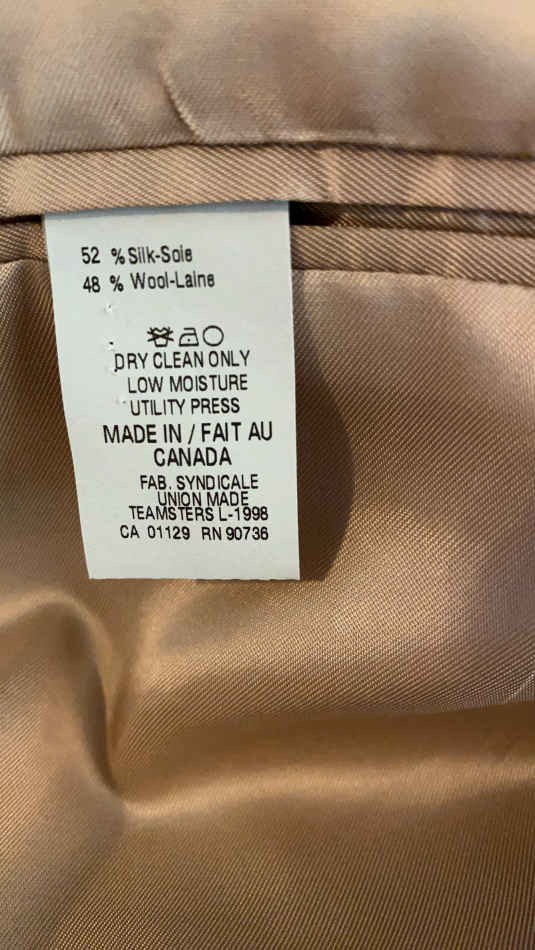 52 % Silk-Soie
48 % Wool-Laine
DRY CLEAN ONLY
LOW MOISTURE
UTILITY PRESS
MADE IN / FAIT AU
CANADA
FAB. SYNDICALE
UNION MADE
TEAMSTERS L-1998
CA 01129 RN 90736